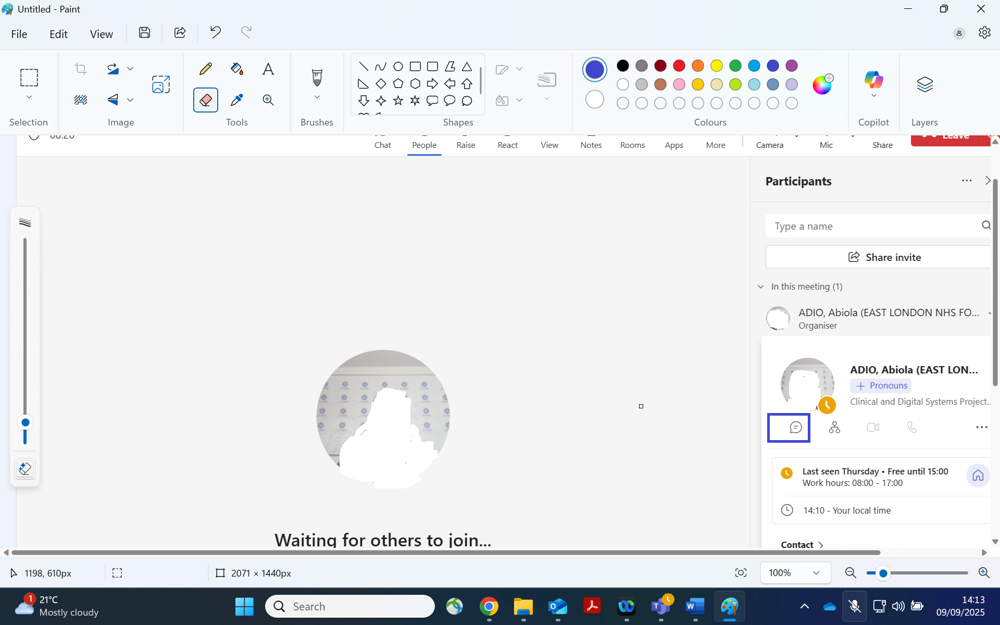 Untitled - Paint
File Edit View
Selection Image Tools Brushes Shapes Colours Copilot Layers
08:20
Chat People Raise React View Notes Rooms Apps More Camera Mic Share Leave
Participants
Type a name
Share invite
In this meeting (1)
ADIO, Abiola (EAST LONDON NHS FO...
Organiser
ADIO, Abiola (EAST LON...
Pronouns
Clinical and Digital Systems Project...
Last seen Thursday • Free until 15:00
Work hours: 08:00 - 17:00
14:10 - Your local time
Contact
Waiting for others to join...
1198, 610px
2071 × 1440px
100%
1
21°C
Mostly cloudy
Search
14:13
09/09/2025